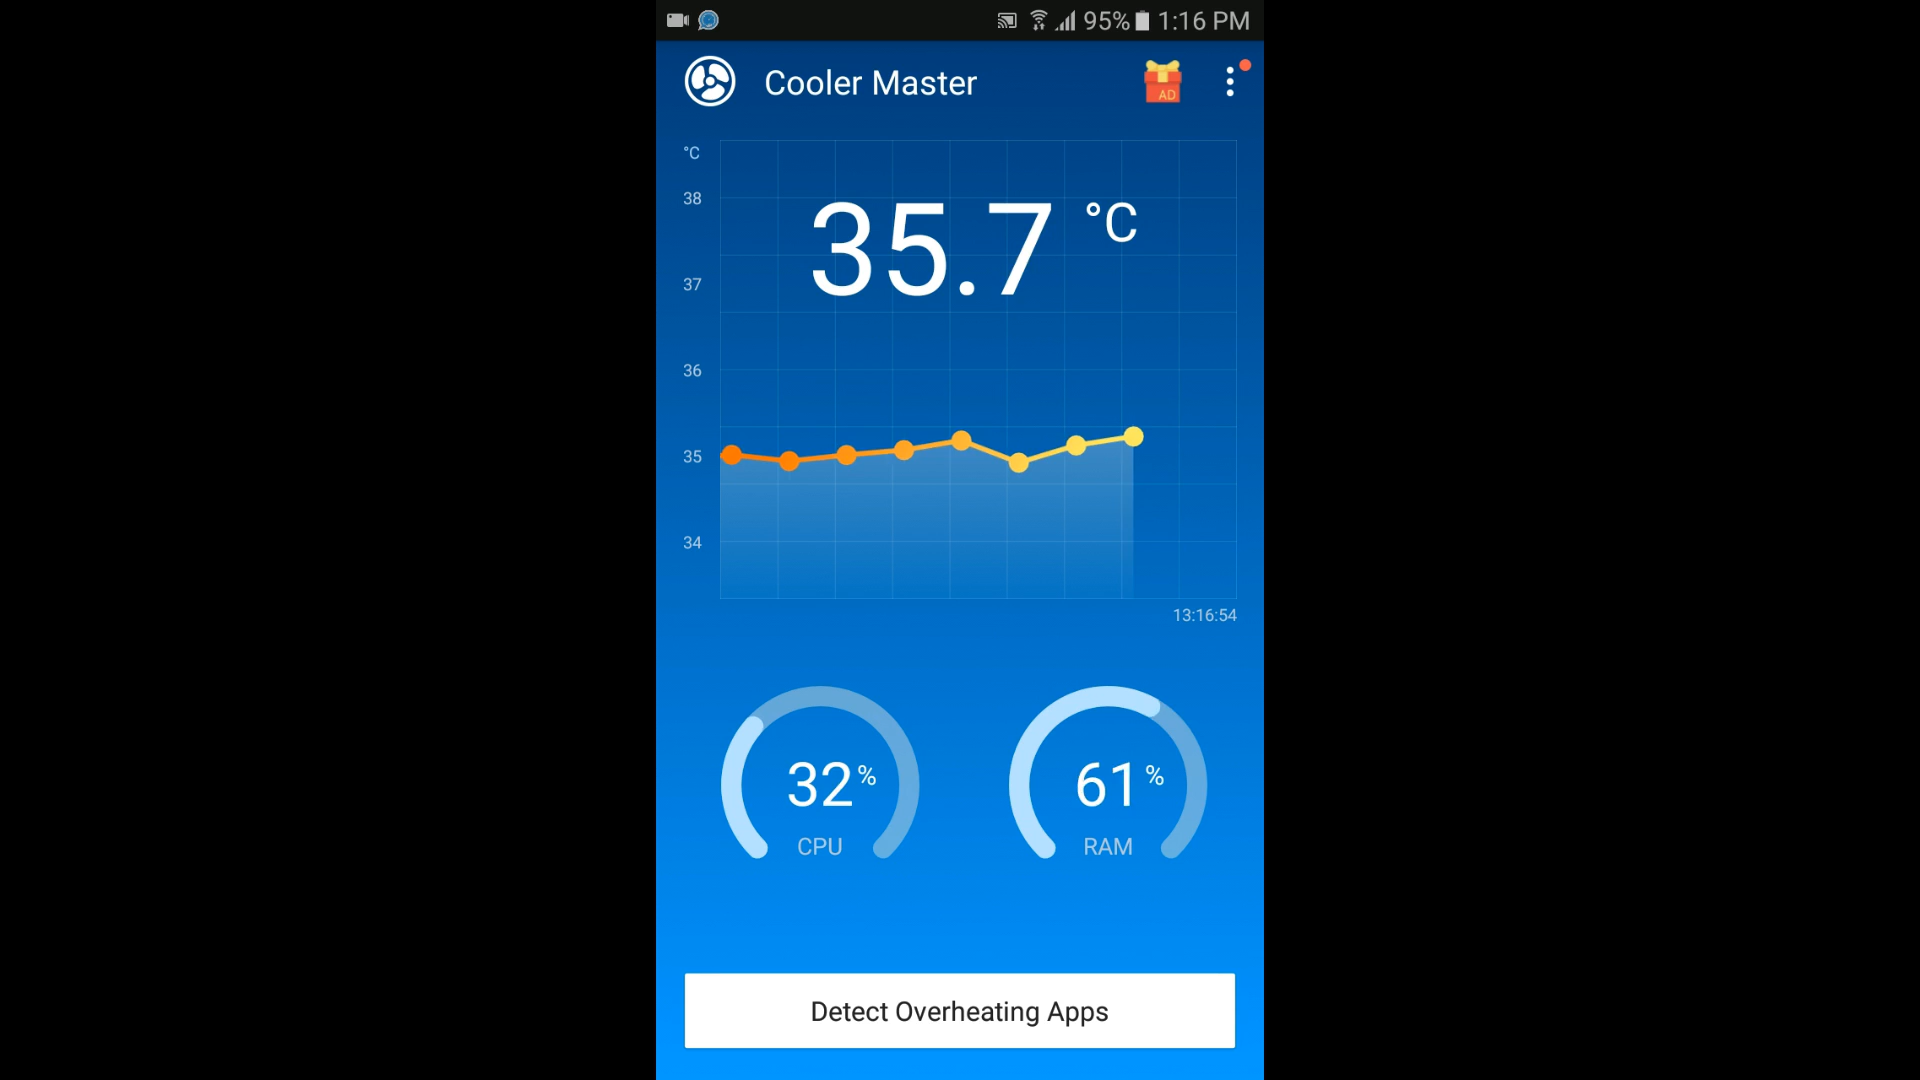 95% 1:16 PM
Cooler Master
AD
°C
38
35.7 °C
37
36
35
34
13:16:54
32% 61%
CPU RAM
Detect Overheating Apps